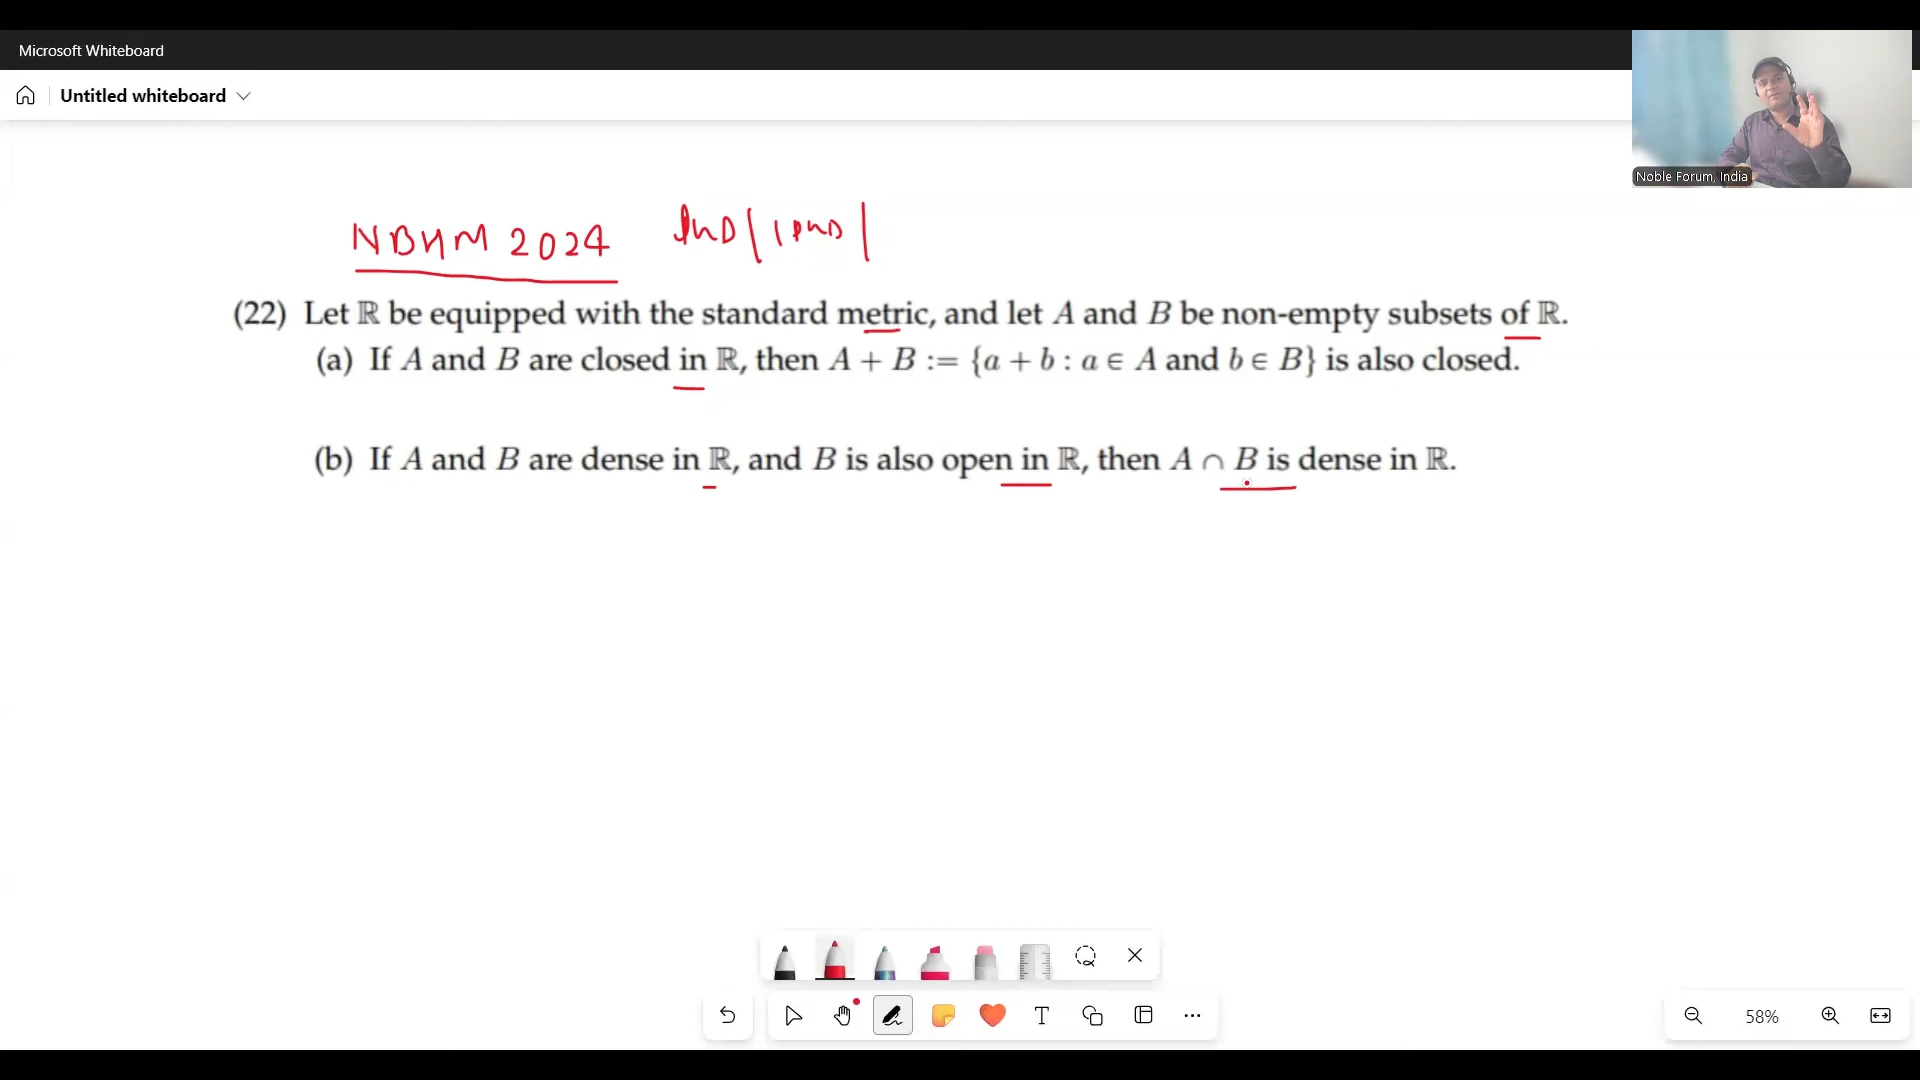 Microsoft Whiteboard
Untitled whiteboard
Noble Forum, India
NBHM 2024 PhD | IPhD |
(22) Let ℝ be equipped with the standard metric, and let A and B be non-empty subsets of ℝ.
(a) If A and B are closed in ℝ, then A + B := {a + b : a ∈ A and b ∈ B} is also closed.
(b) If A and B are dense in ℝ, and B is also open in ℝ, then A ∩ B is dense in ℝ.
58%